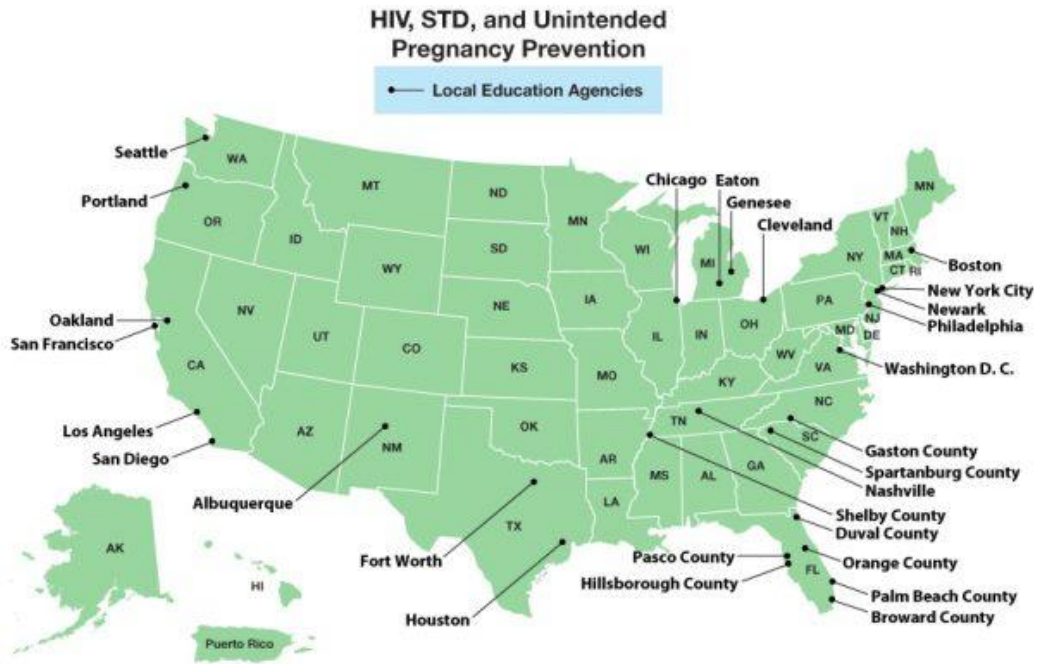 HIV, STD, and Unintended
Pregnancy Prevention
Local Education Agencies
Seattle
Portland
Oakland
San Francisco
Los Angeles
San Diego
Albuquerque
Fort Worth
Houston
Chicago
Eaton
Genesee
Cleveland
Boston
New York City
Newark
Philadelphia
Washington D. C.
Gaston County
Spartanburg County
Nashville
Shelby County
Duval County
Pasco County
Hillsborough County
Orange County
Palm Beach County
Broward County
WA
OR
CA
NV
ID
MT
WY
UT
AZ
CO
NM
ND
SD
NE
KS
OK
TX
MN
IA
MO
AR
LA
WI
IL
MI
IN
OH
KY
TN
MS
AL
GA
FL
SC
NC
VA
WV
PA
NY
VT
NH
MN
MA
CT
RI
NJ
DE
MD
AK
HI
Puerto Rico